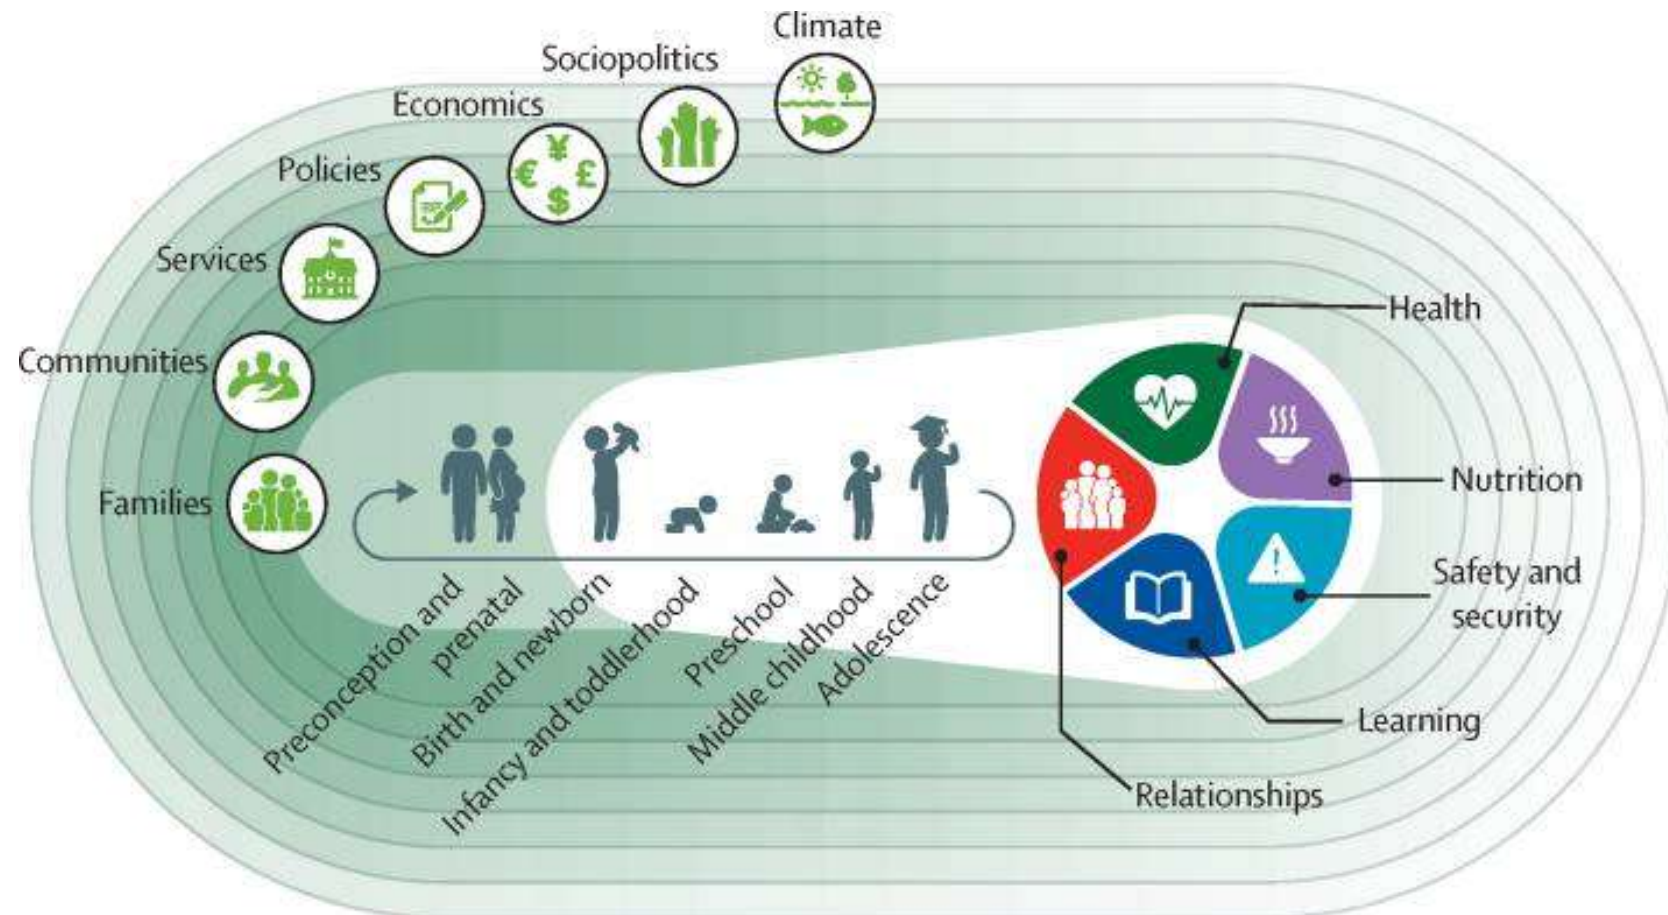 Climate
Sociopolitics
Economics
Policies
Services
Communities
Families
¥
€ £
$
Preconception and
prenatal
Birth and newborn
Infancy and toddlerhood
Preschool
Middle childhood
Adolescence
Health
Nutrition
Safety and
security
Learning
Relationships